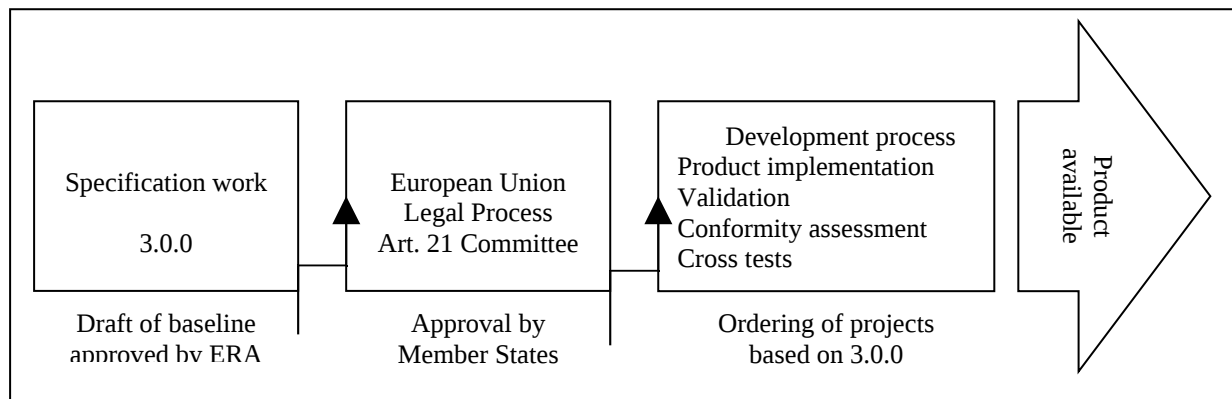 Specification work
3.0.0
European Union
Legal Process
Art. 21 Committee
Development process
Product implementation
Validation
Conformity assessment
Cross tests
Product
available
Draft of baseline
approved by ERA
Approval by
Member States
Ordering of projects
based on 3.0.0